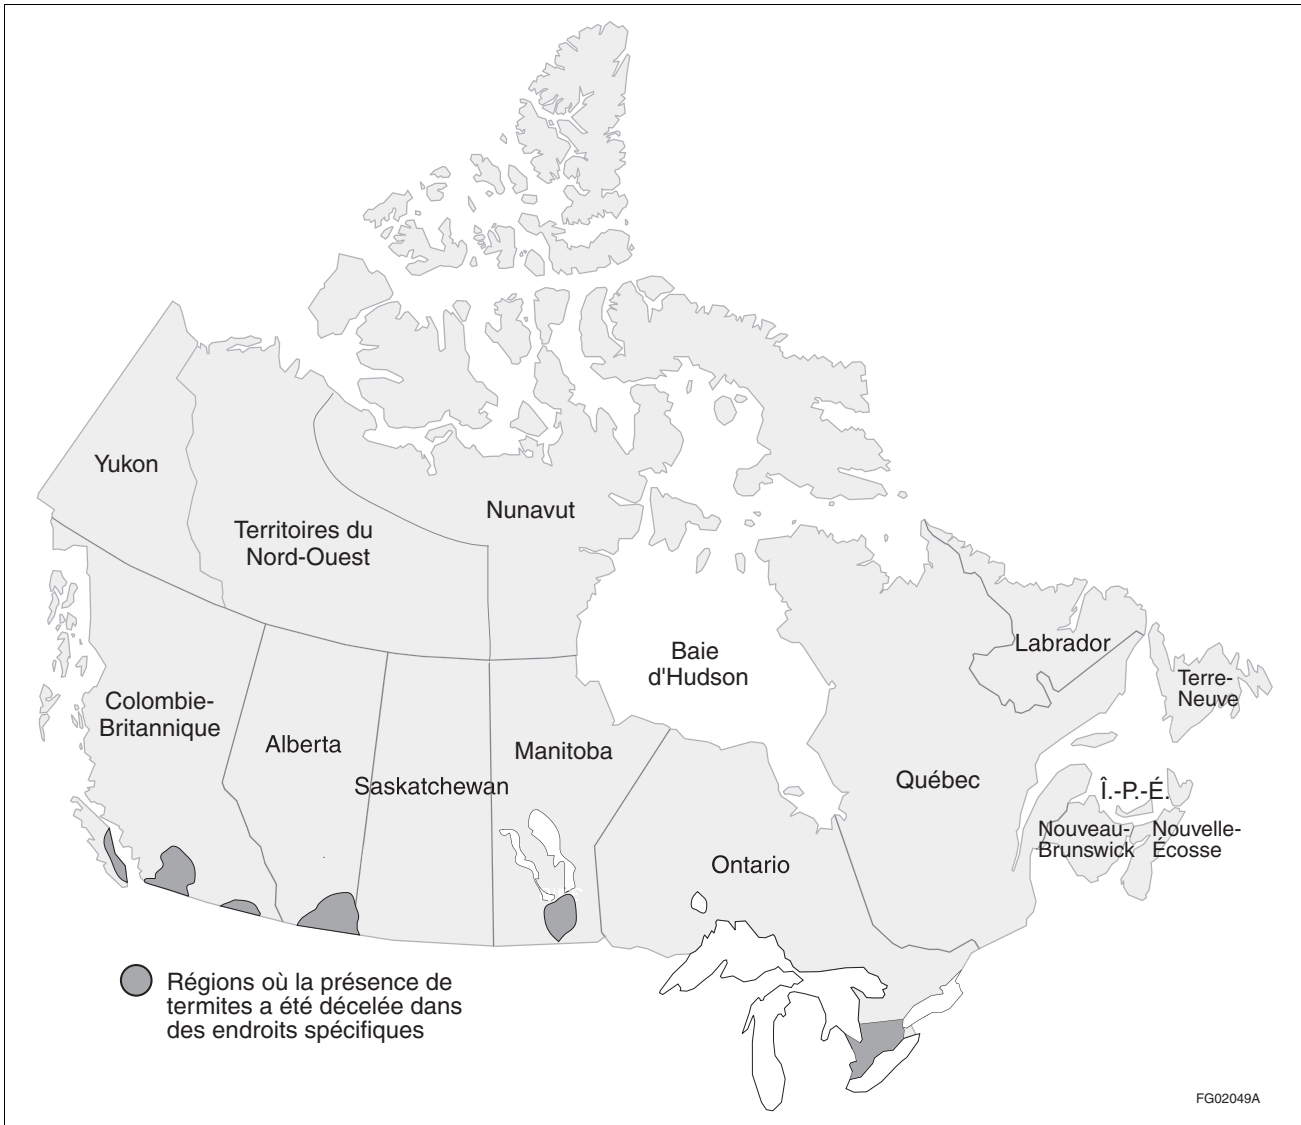 Yukon
Territoires du
Nord-Ouest
Nunavut
Baie
d'Hudson
Labrador
Terre-
Neuve
Colombie-
Britannique
Alberta
Saskatchewan
Manitoba
Ontario
Québec
Î.-P.-É.
Nouveau-
Brunswick
Nouvelle-
Écosse
Régions où la présence de
termites a été décelée dans
des endroits spécifiques
FG02049A